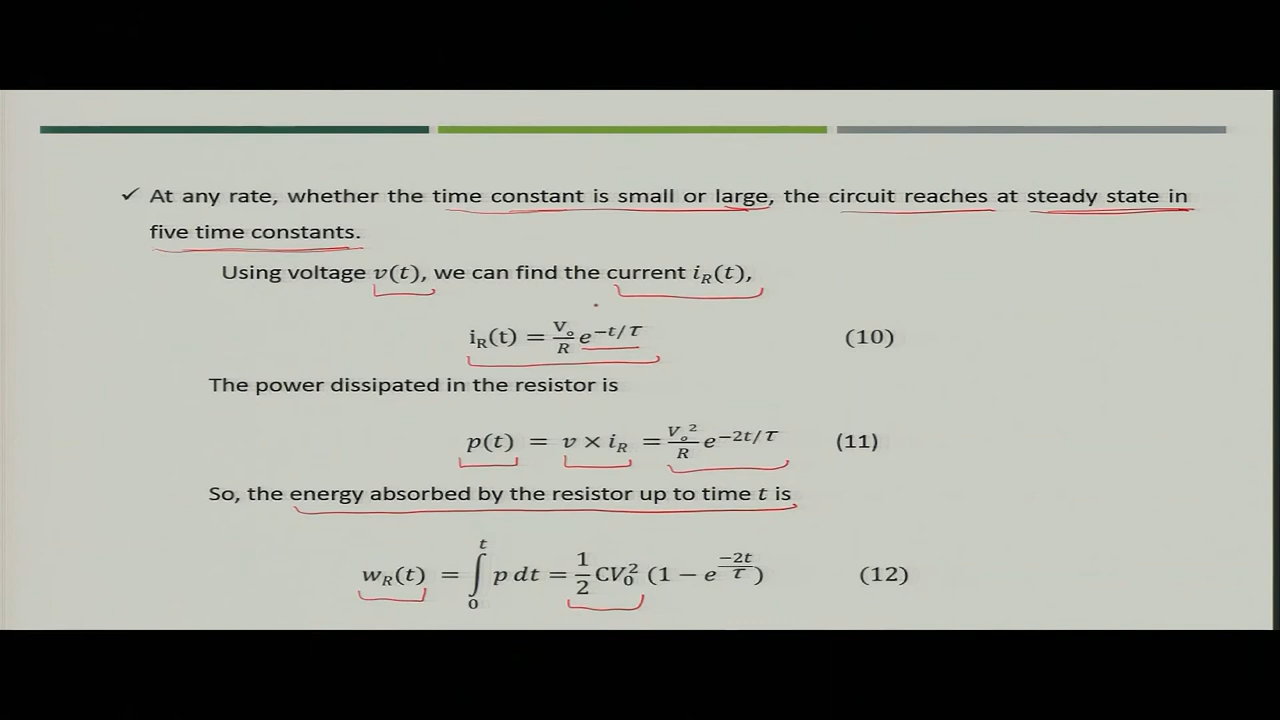 ✓ At any rate, whether the time constant is small or large, the circuit reaches at steady state in
five time constants.
Using voltage v(t), we can find the current i_R(t),
i_R(t) = V_o/R e^{-t/τ} (10)
The power dissipated in the resistor is
p(t) = v × i_R = V_o²/R e^{-2t/τ} (11)
So, the energy absorbed by the resistor up to time t is
w_R(t) = ∫₀ᵗ p dt = 1/2 CV₀² (1 − e^{-2t/τ}) (12)